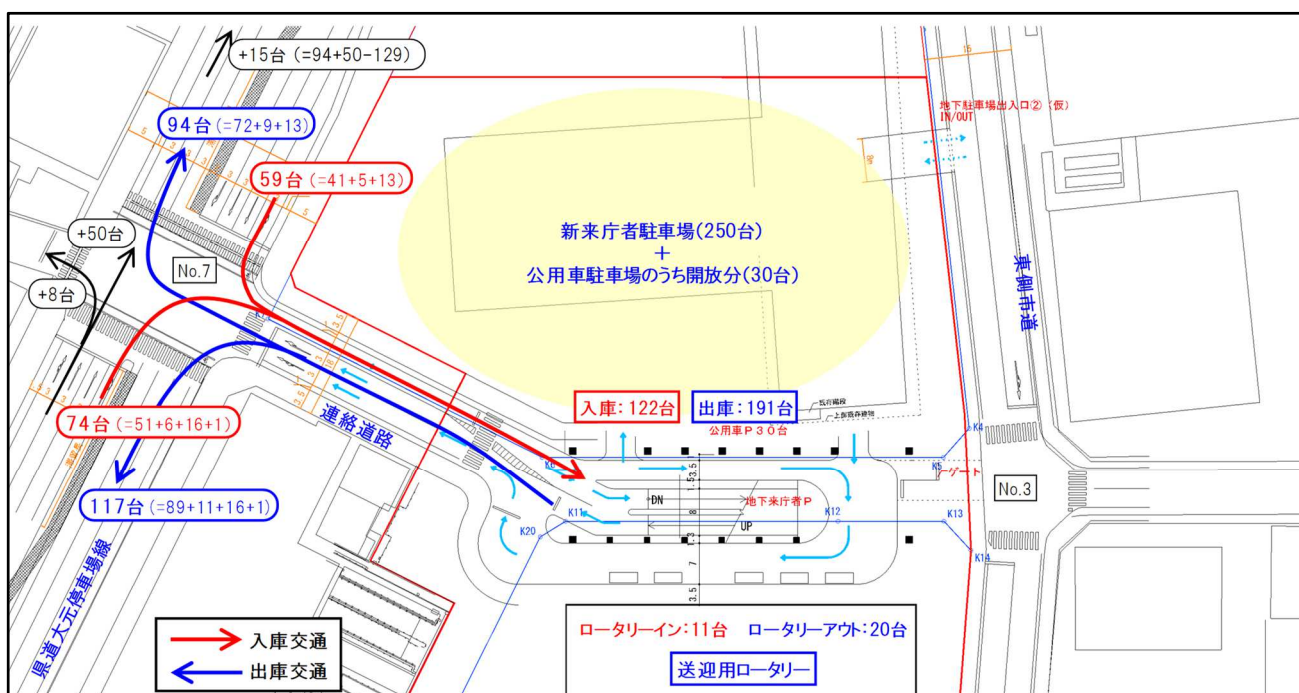 +15台(=94+50-129)
94台(=72+9+13)
59台(=41+5+13)
+50台
No.7
+8台
74台(=51+6+16+1)
117台(=89+11+16+1)
県道大元停車場線
連絡道路
新来庁者駐車場(250台)
+
公用車駐車場のうち開放分(30台)
地下駐車場出入口②(仮)
IN/OUT
東側市道
入庫:122台
出庫:191台
公用車P30台
K4
K5
ゲート
No.3
K6
K11
K12
K13
K14
K20
DN
UP
地下来庁者P
ロータリーイン:11台 ロータリーアウト:20台
送迎用ロータリー
入庫交通
出庫交通